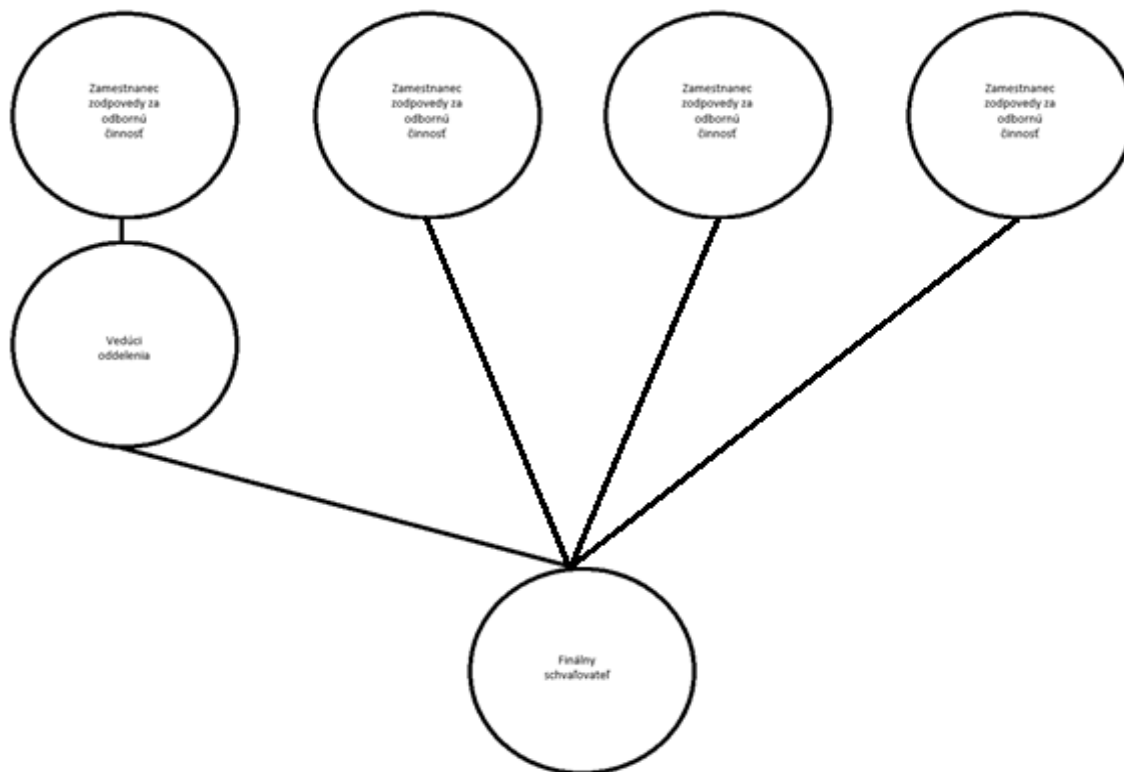 Zamestnanec
zodpovedy za
odbornú
činnosť
Zamestnanec
zodpovedy za
odbornú
činnosť
Zamestnanec
zodpovedy za
odbornú
činnosť
Zamestnanec
zodpovedy za
odbornú
činnosť
Vedúci
oddelenia
Finálny
schvaľovateľ